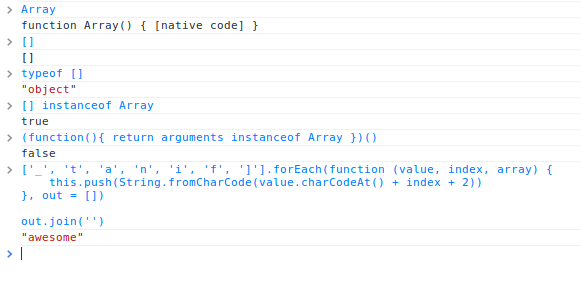 > Array
function Array() { [native code] }
> []
[]
> typeof []
"object"
> [] instanceof Array
true
> (function(){ return arguments instanceof Array })()
false
> ['_', 't', 'a', 'n', 'i', 'f', ']'].forEach(function (value, index, array) {
    this.push(String.fromCharCode(value.charCodeAt() + index + 2))
}, out = [])

out.join('')
"awesome"
>